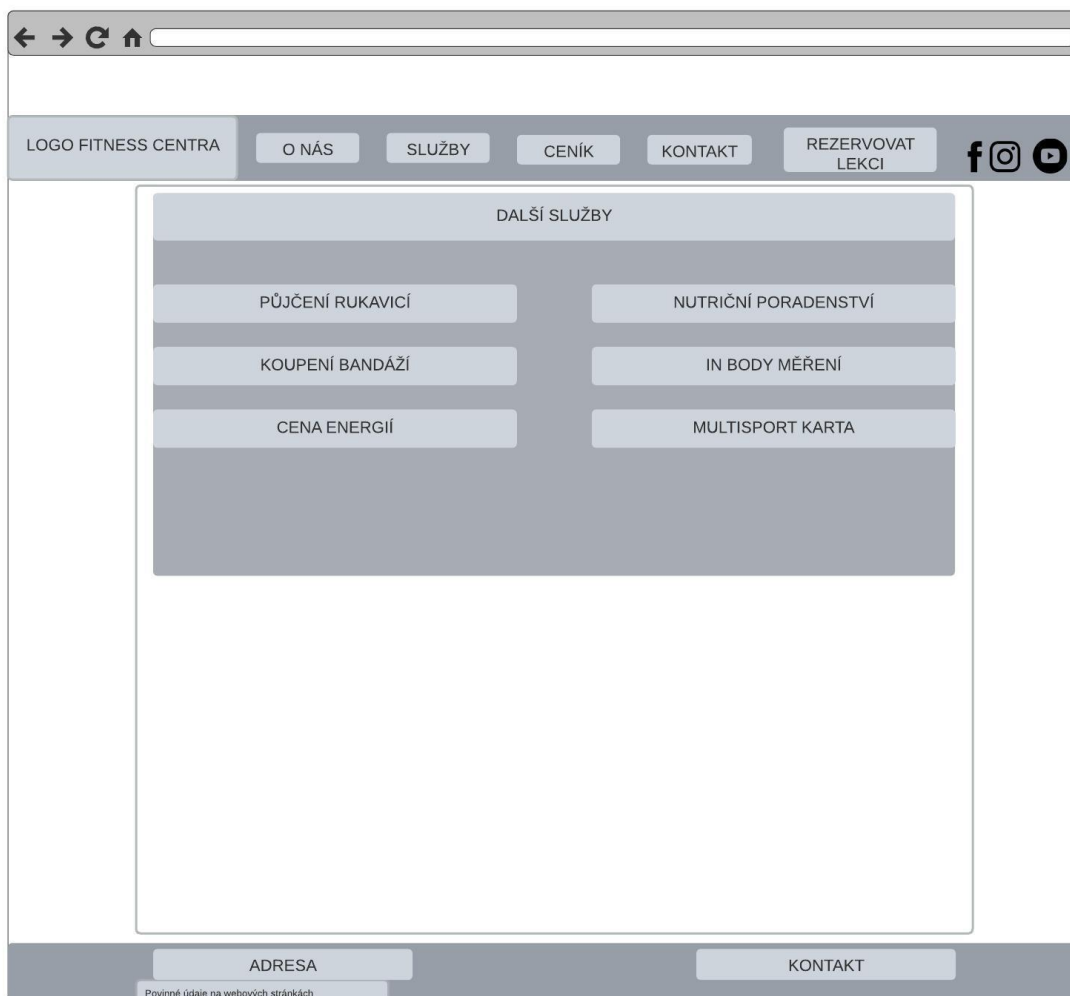 LOGO FITNESS CENTRA
O NÁS
SLUŽBY
CENÍK
KONTAKT
REZERVOVAT
LEKCI
DALŠÍ SLUŽBY
PŮJČENÍ RUKAVICÍ
NUTRIČNÍ PORADENSTVÍ
KOUPENÍ BANDÁŽÍ
IN BODY MĚŘENÍ
CENA ENERGIÍ
MULTISPORT KARTA
ADRESA
KONTAKT
Povinné údaje na webových stránkách